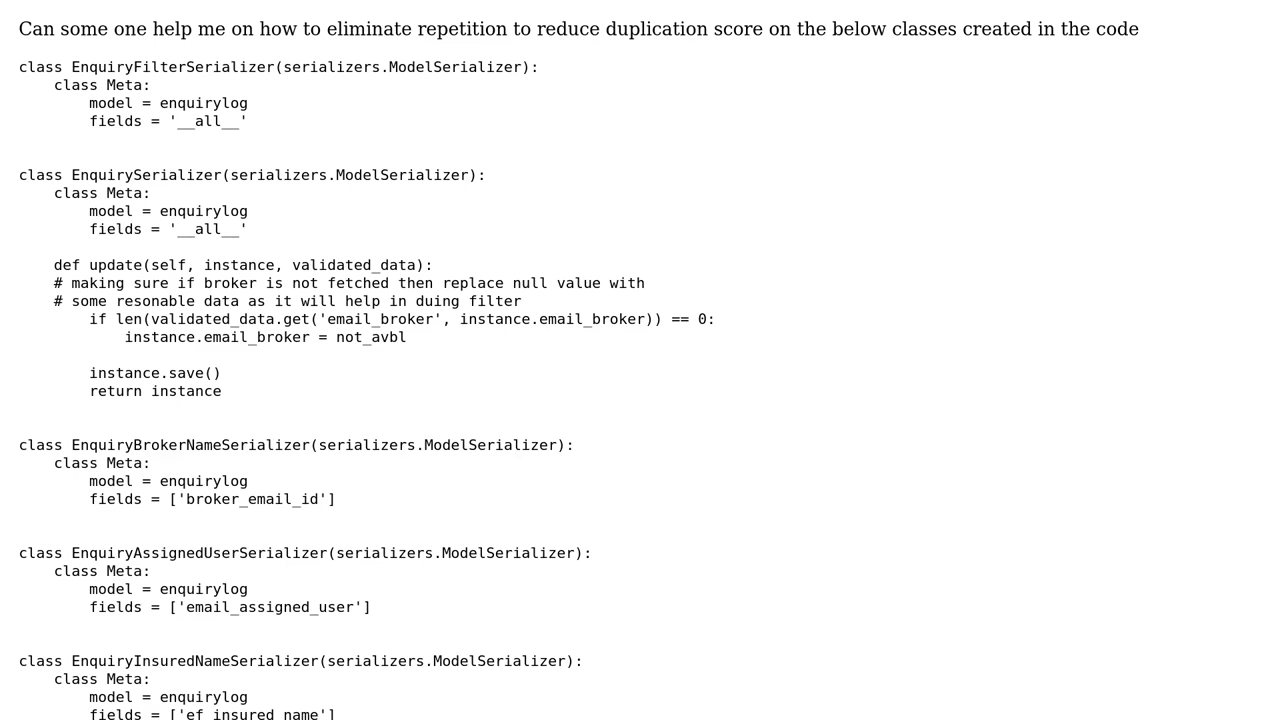 Can some one help me on how to eliminate repetition to reduce duplication score on the below classes created in the code
class EnquiryFilterSerializer(serializers.ModelSerializer):
    class Meta:
        model = enquirylog
        fields = '__all__'
class EnquirySerializer(serializers.ModelSerializer):
    class Meta:
        model = enquirylog
        fields = '__all__'
    def update(self, instance, validated_data):
    # making sure if broker is not fetched then replace null value with
    # some resonable data as it will help in duing filter
        if len(validated_data.get('email_broker', instance.email_broker)) == 0:
            instance.email_broker = not_avbl
        instance.save()
        return instance
class EnquiryBrokerNameSerializer(serializers.ModelSerializer):
    class Meta:
        model = enquirylog
        fields = ['broker_email_id']
class EnquiryAssignedUserSerializer(serializers.ModelSerializer):
    class Meta:
        model = enquirylog
        fields = ['email_assigned_user']
class EnquiryInsuredNameSerializer(serializers.ModelSerializer):
    class Meta:
        model = enquirylog
        fields = ['ef_insured_name']